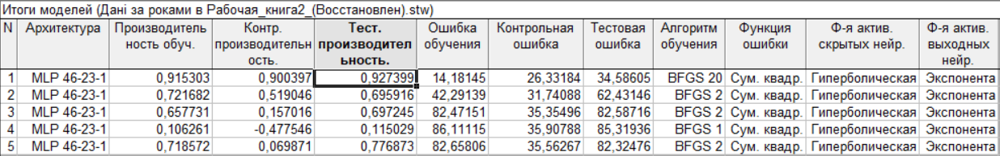 Итоги моделей (Дані за роками в Рабочая_книга2_(Восстановлен).stw)
N Архитектура Производитель ность обуч. Контр. производительн ость. Тест. производител ьность. Ошибка обучения Контрольная ошибка Тестовая ошибка Алгоритм обучения Функция ошибки Ф-я актив. скрытых нейр. Ф-я актив. выходных нейр.
1 MLP 46-23-1 0,915303 0,900397 0,927399 14,18145 26,33184 34,58605 BFGS 20 Сум. квадр. Гиперболическая Экспонента
2 MLP 46-23-1 0,721682 0,519046 0,695916 42,29139 31,74088 62,43146 BFGS 2 Сум. квадр. Гиперболическая Экспонента
3 MLP 46-23-1 0,657731 0,157016 0,697245 82,47151 35,35496 82,58716 BFGS 2 Сум. квадр. Гиперболическая Экспонента
4 MLP 46-23-1 0,106261 -0,477546 0,115029 86,11115 35,90788 85,31936 BFGS 1 Сум. квадр. Гиперболическая Экспонента
5 MLP 46-23-1 0,718572 0,069871 0,776873 82,65806 35,56267 82,32476 BFGS 2 Сум. квадр. Гиперболическая Экспонента